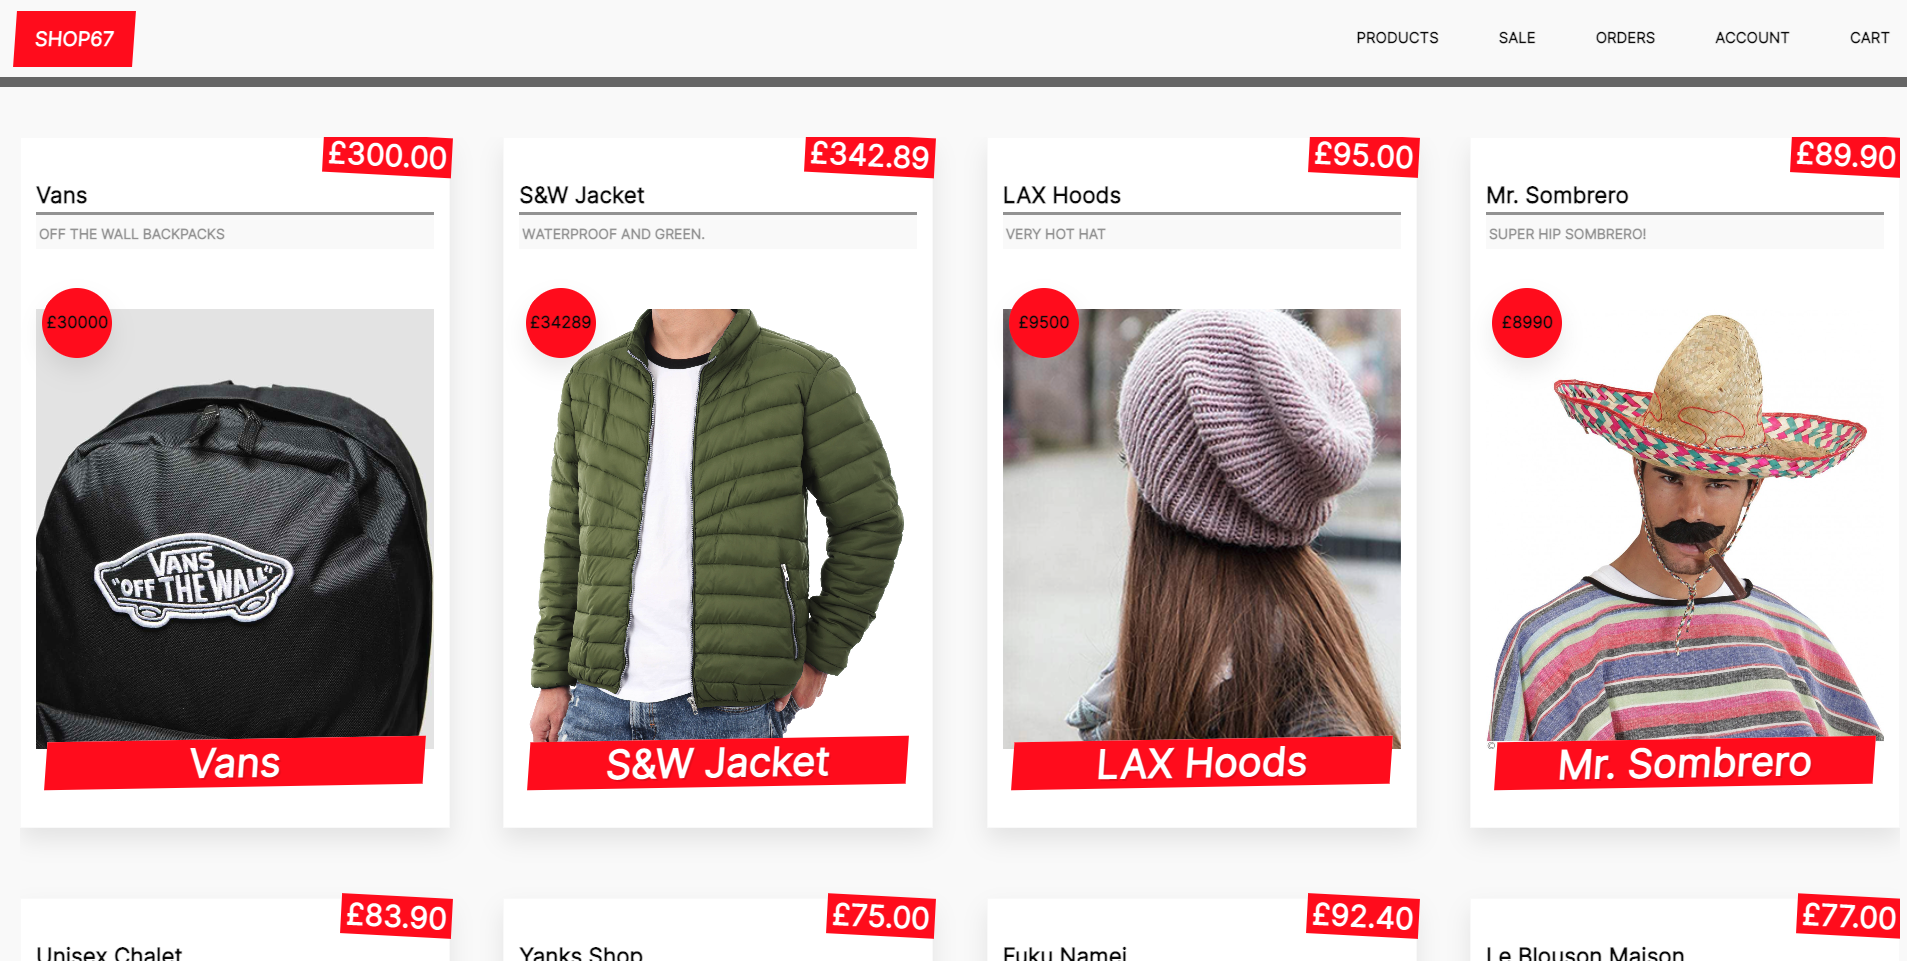 SHOP67
PRODUCTS SALE ORDERS ACCOUNT CART
£300.00
Vans
OFF THE WALL BACKPACKS
£30000
VANS
"OFF THE WALL"
Vans
£342.89
S&W Jacket
WATERPROOF AND GREEN.
£34289
S&W Jacket
£95.00
LAX Hoods
VERY HOT HAT
£9500
LAX Hoods
£89.90
Mr. Sombrero
SUPER HIP SOMBRERO!
£8990
©
Mr. Sombrero
£83.90
Unisex Chalet
£75.00
Yanks Shop
£92.40
Fuku Namei
£77.00
Le Blouson Maison